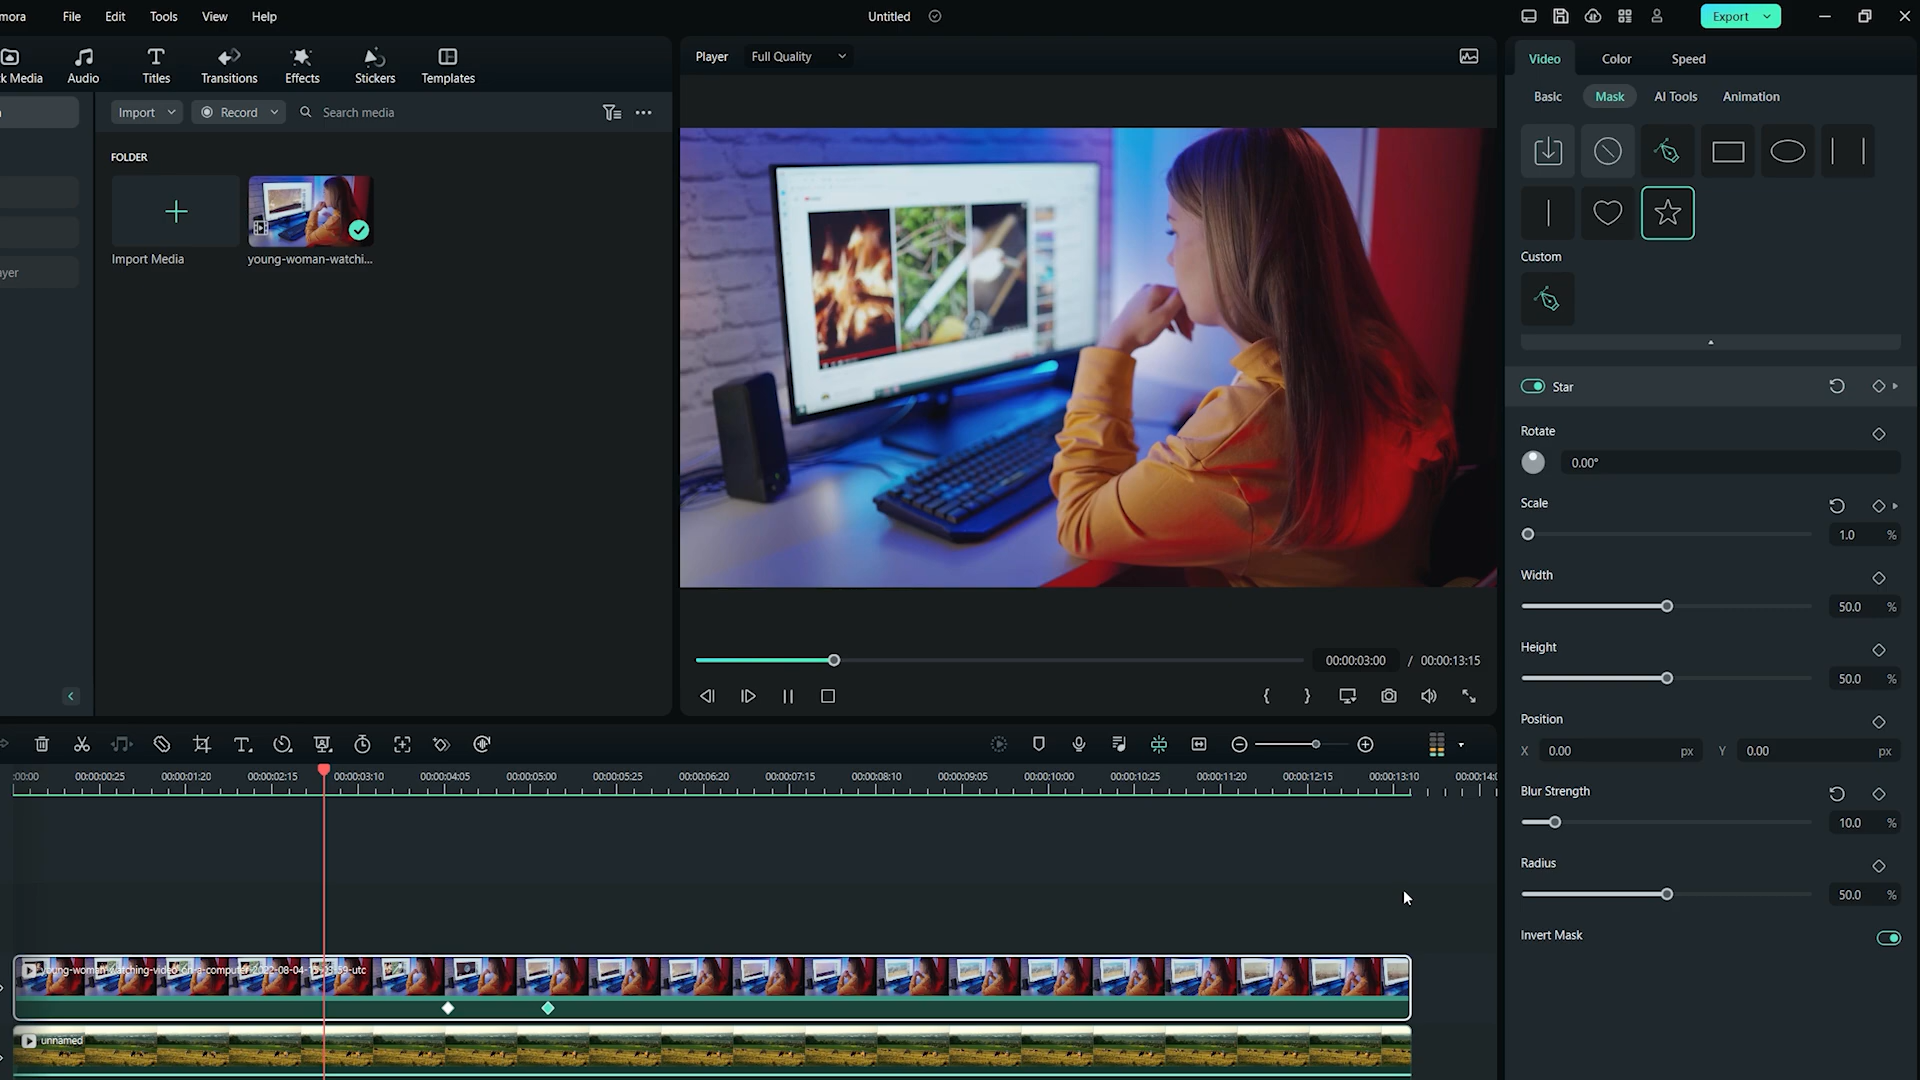 mora File Edit Tools View Help Untitled Export
k Media Audio Titles Transitions Effects Stickers Templates
Player Full Quality
Video Color Speed
Basic Mask AI Tools Animation
Import Record Search media
FOLDER
Import Media young-woman-watchi...
ayer
Custom
Star
Rotate
0.00°
Scale
1.0 %
Width
50.0 %
Height
50.0 %
Position
X 0.00 px Y 0.00 px
Blur Strength
10.0 %
Radius
50.0 %
Invert Mask
00:00:03:00 / 00:00:13:15
:00:00 00:00:00:25 00:00:01:20 00:00:02:15 00:00:03:10 00:00:04:05 00:00:05:00 00:00:05:25 00:00:06:20 00:00:07:15 00:00:08:10 00:00:09:05 00:00:10:00 00:00:10:25 00:00:11:20 00:00:12:15 00:00:13:10 00:00:14:0
unnamed